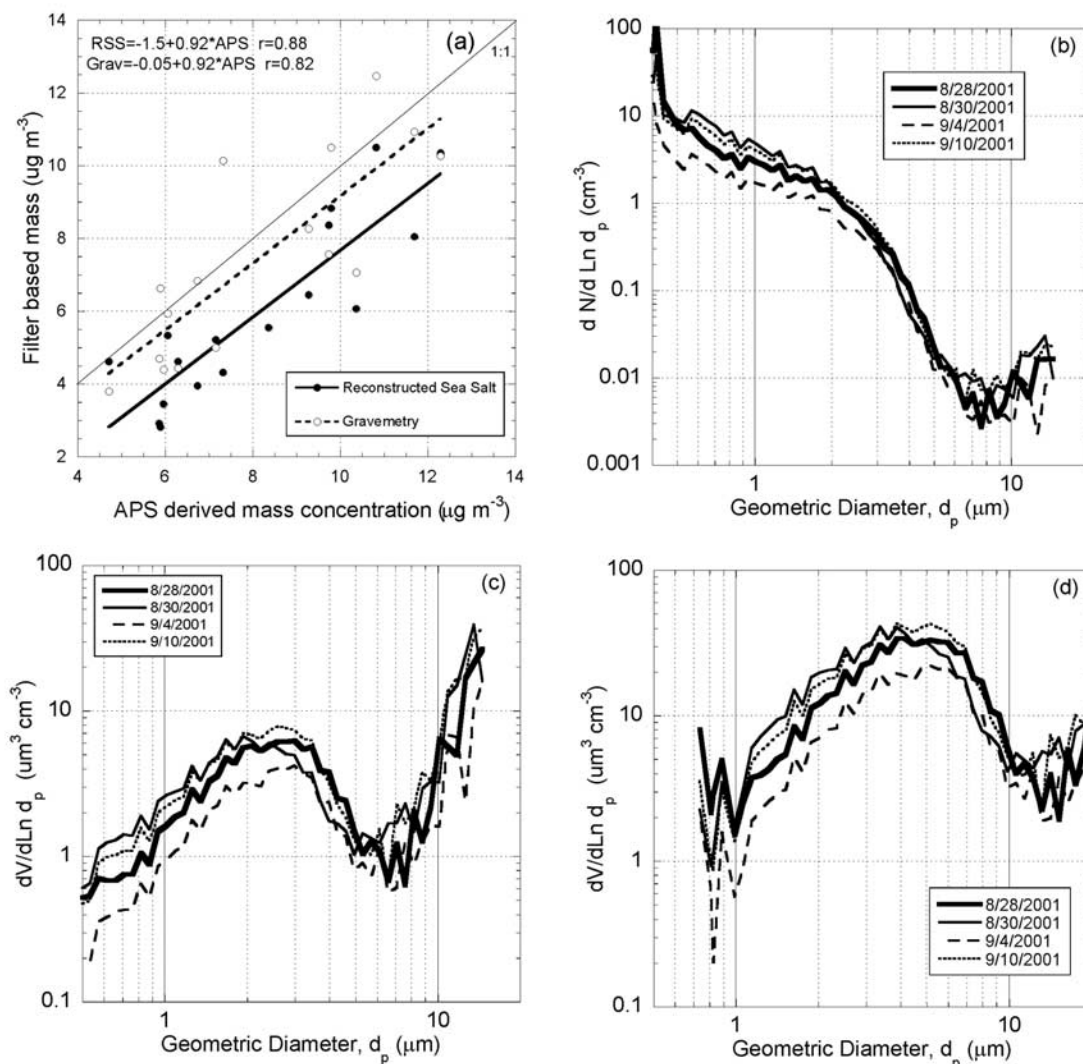 (a)
RSS=-1.5+0.92*APS r=0.88
Grav=-0.05+0.92*APS r=0.82
1:1
14
12
10
8
6
4
2
Filter based mass (ug m-3)
Reconstructed Sea Salt
Gravemetry
4 6 8 10 12 14
APS derived mass concentration (μg m-3)
(b)
100
10
1
0.1
0.01
0.001
d N/d Ln dp (cm-3)
8/28/2001
8/30/2001
9/4/2001
9/10/2001
1 10
Geometric Diameter, dp (μm)
(c)
100
10
1
0.1
dV/dLn dp (um3 cm-3)
8/28/2001
8/30/2001
9/4/2001
9/10/2001
1 10
Geometric Diameter, dp (μm)
(d)
100
10
1
0.1
dV/dLn dp (um3 cm-3)
8/28/2001
8/30/2001
9/4/2001
9/10/2001
1 10
Geometric Diameter, dp (μm)